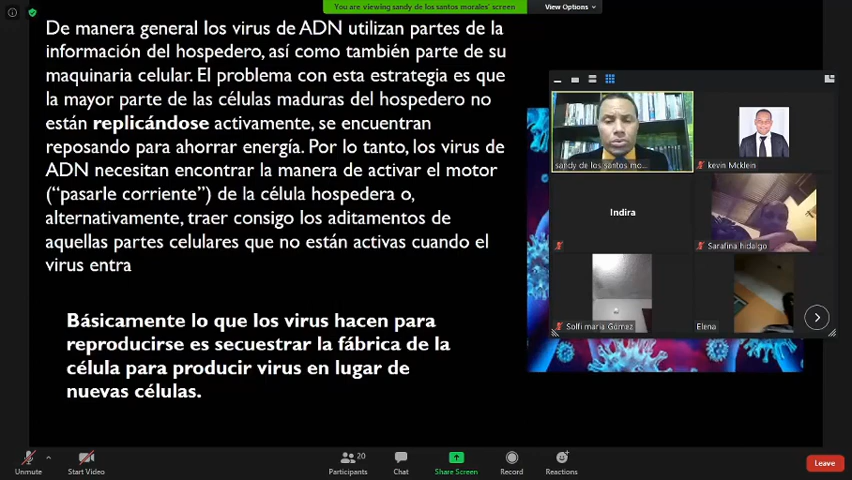 You are viewing sandy de los santos morales' screen
View Options
De manera general los virus de ADN utilizan partes de la
información del hospedero, así como también parte de su
maquinaria celular. El problema con esta estrategia es que
la mayor parte de las células maduras del hospedero no
están replicándose activamente, se encuentran
reposando para ahorrar energía. Por lo tanto, los virus de
ADN necesitan encontrar la manera de activar el motor
(“pasarle corriente”) de la célula hospedera o,
alternativamente, traer consigo los aditamentos de
aquellas partes celulares que no están activas cuando el
virus entra
Básicamente lo que los virus hacen para
reproducirse es secuestrar la fábrica de la
célula para producir virus en lugar de
nuevas células.
sandy de los santos mo...
kevin Mcklein
Indira
Sarafina hidalgo
Solfi maria Gomez
Elena
Unmute
Start Video
20
Participants
Chat
Share Screen
Record
Reactions
Leave